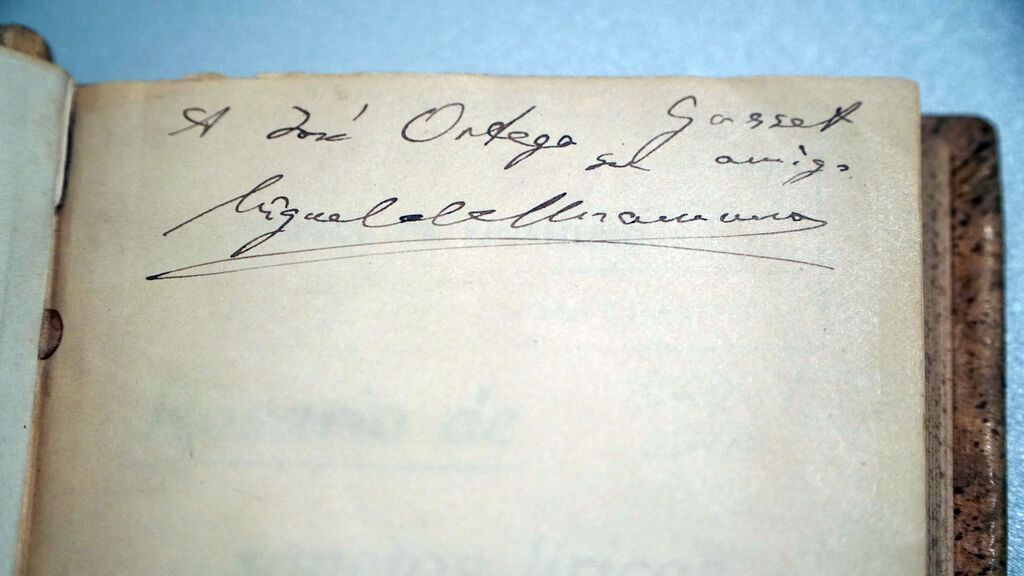 A José Ortega Gasset
su amigo
Miguel de Unamuno